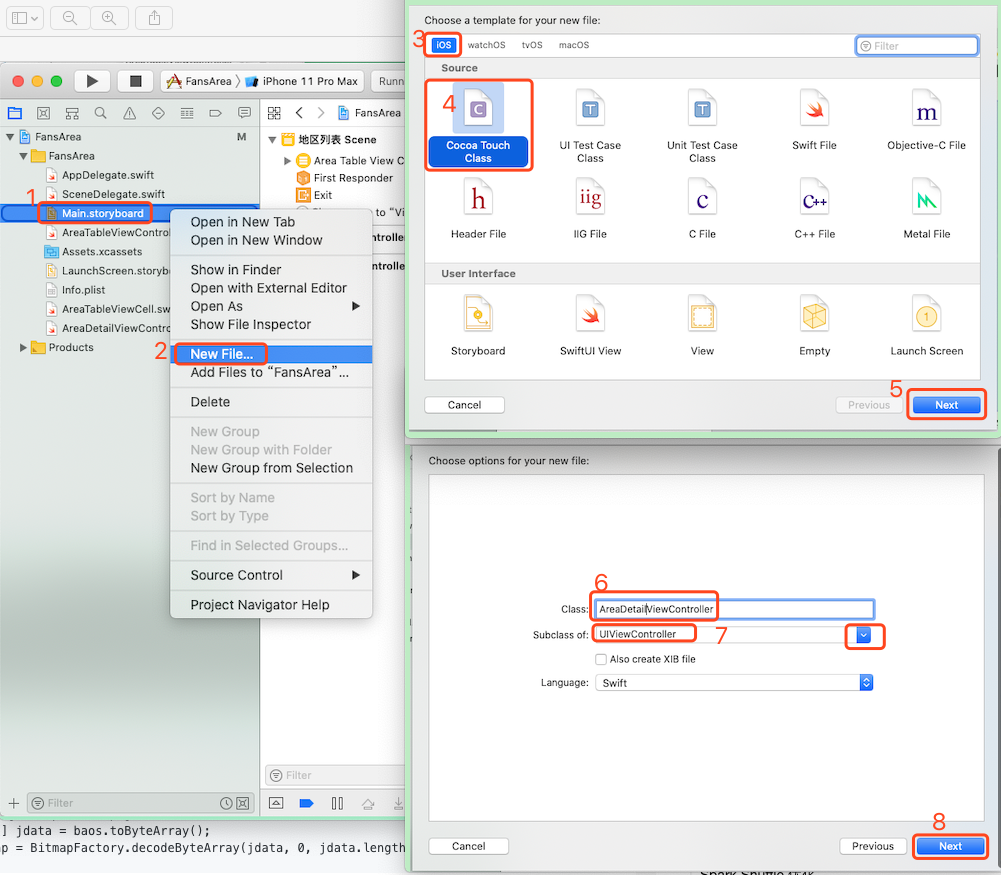 FansArea
iPhone 11 Pro Max
Runn
FansArea
M
FansArea
AppDelegate.swift
SceneDelegate.swift
1
Main.storyboard
AreaTableViewControl
Assets.xcassets
LaunchScreen.storyb
Info.plist
AreaTableViewCell.sw
AreaDetailViewContro
Products
Filter
FansArea
地区列表 Scene
Area Table View C
First Responder
Exit
to “Vi
ntroller
ntrolle
Filter
Open in New Tab
Open in New Window
Show in Finder
Open with External Editor
Open As
Show File Inspector
2
New File...
Add Files to “FansArea”...
Delete
New Group
New Group with Folder
New Group from Selection
Sort by Name
Sort by Type
Find in Selected Groups...
Source Control
Project Navigator Help
] jdata = baos.toByteArray();
ap = BitmapFactory.decodeByteArray(jdata, 0, jdata.length
Choose a template for your new file:
3
iOS watchOS tvOS macOS
Filter
Source
4
C
T
T
m
Cocoa Touch Class
UI Test Case Class
Unit Test Case Class
Swift File
Objective-C File
h
iig
c
C++
Header File
IIG File
C File
C++ File
Metal File
User Interface
1
Storyboard
SwiftUI View
View
Empty
Launch Screen
5
Cancel
Previous
Next
Choose options for your new file:
6
Class: AreaDetailViewController
Subclass of: UIViewController
7
Also create XIB file
Language: Swift
8
Cancel
Previous
Next